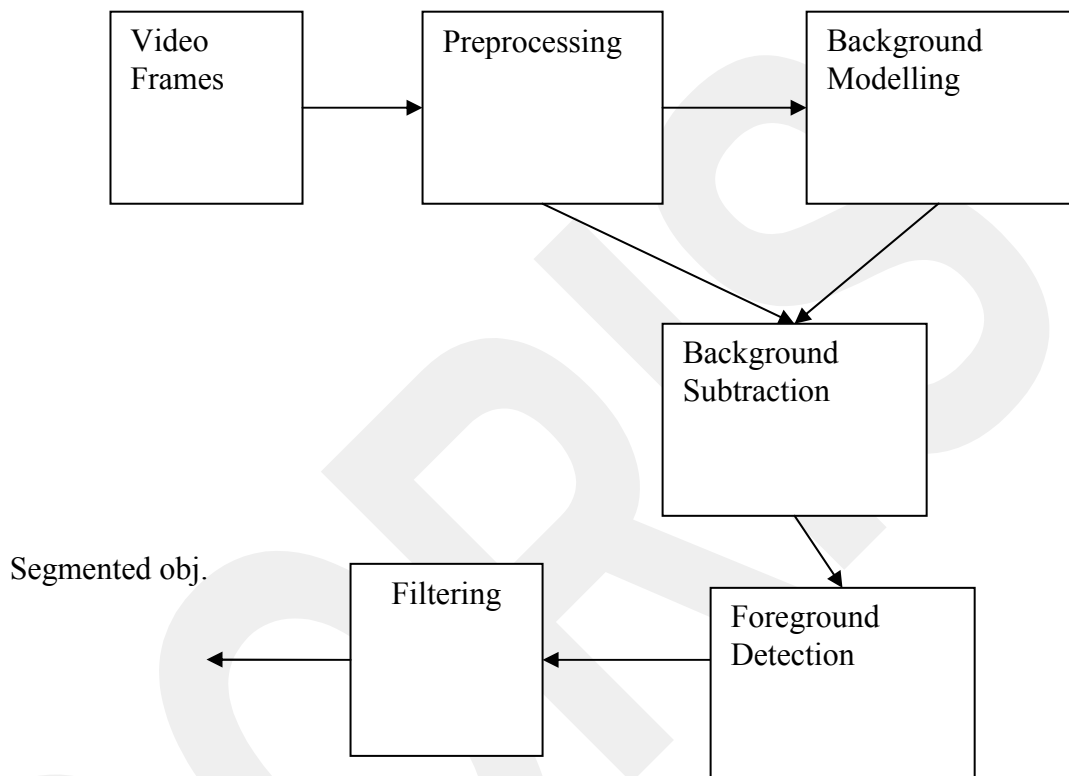 Video
Frames
Preprocessing
Background
Modelling
Background
Subtraction
Segmented obj.
Filtering
Foreground
Detection